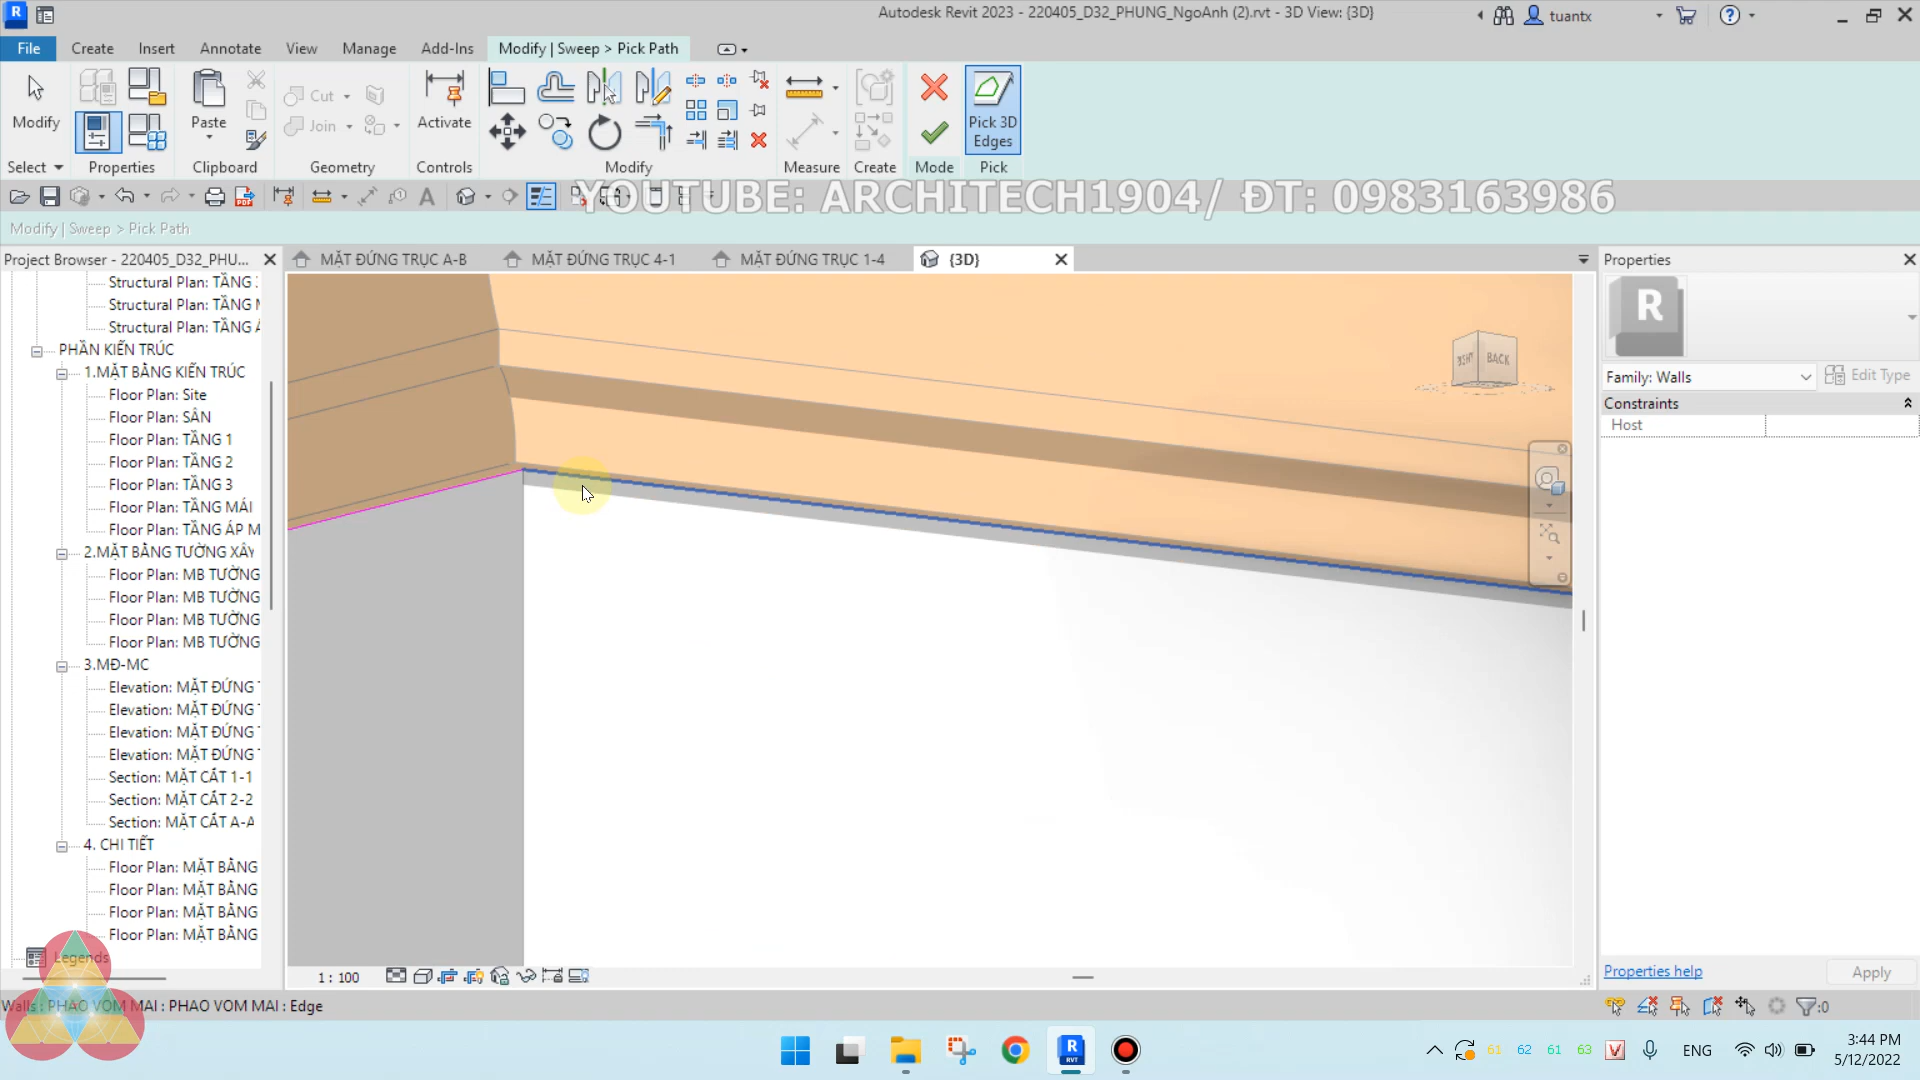 Autodesk Revit 2023 - 220405_D32_PHUNG_NgoAnh (2).rvt - 3D View: {3D}
tuantx
File Create Insert Annotate View Manage Add-Ins Modify | Sweep > Pick Path
Modify
Paste
Cut
Join
Activate
Pick 3D
Edges
Select Properties Clipboard Geometry Controls Modify Measure Create Mode Pick
YOUTUBE: ARCHITECH1904/ ĐT: 0983163986
Modify | Sweep > Pick Path
Project Browser - 220405_D32_PHU...
MẶT ĐỨNG TRỤC A-B
MẶT ĐỨNG TRỤC 4-1
MẶT ĐỨNG TRỤC 1-4
{3D}
Properties
Structural Plan: TẦNG
Structural Plan: TẦNG
Structural Plan: TẦNG
PHẦN KIẾN TRÚC
1.MẶT BẰNG KIẾN TRÚC
Floor Plan: Site
Floor Plan: SÂN
Floor Plan: TẦNG 1
Floor Plan: TẦNG 2
Floor Plan: TẦNG 3
Floor Plan: TẦNG MÁI
Floor Plan: TẦNG ÁP M
2.MẶT BẰNG TƯỜNG XÂY
Floor Plan: MB TƯỜNG
Floor Plan: MB TƯỜNG
Floor Plan: MB TƯỜNG
Floor Plan: MB TƯỜNG
3.MĐ-MC
Elevation: MẶT ĐỨNG
Elevation: MẶT ĐỨNG
Elevation: MẶT ĐỨNG
Elevation: MẶT ĐỨNG
Section: MẶT CẮT 1-1
Section: MẶT CẮT 2-2
Section: MẶT CẮT A-A
4. CHI TIẾT
Floor Plan: MẶT BẰNG
Floor Plan: MẶT BẰNG
Floor Plan: MẶT BẰNG
Floor Plan: MẶT BẰNG
Legends
BACK
Family: Walls
Edit Type
Constraints
Host
Properties help
Apply
1 : 100
Walls : PHAO VOM MAI : PHAO VOM MAI : Edge
:0
61 62 61 63
ENG
3:44 PM
5/12/2022